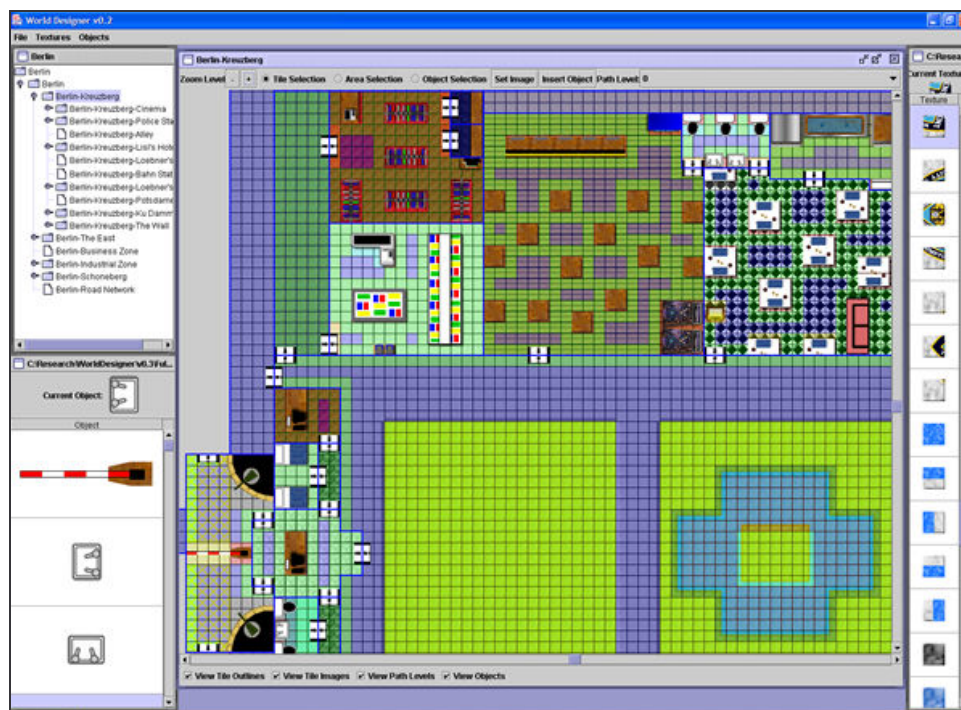 World Designer v0.2
File Textures Objects
Berlin
Berlin
Berlin
Berlin-Kreuzberg
Berlin-Kreuzberg-Cinema
Berlin-Kreuzberg-Police Sta
Berlin-Kreuzberg-Alley
Berlin-Kreuzberg-Lisl's Hote
Berlin-Kreuzberg-Loebner's
Berlin-Kreuzberg-Bahn Stat
Berlin-Kreuzberg-Loebner's
Berlin-Kreuzberg-Potsdame
Berlin-Kreuzberg-Ku Damm
Berlin-Kreuzberg-The Wall
Berlin-The East
Berlin-Business Zone
Berlin-Industrial Zone
Berlin-Schoneberg
Berlin-Road Network
C:\Research\WorldDesigner\v0.3\Ful...
Current Object:
Object
Berlin-Kreuzberg
Zoom Level - + Tile Selection Area Selection Object Selection Set Image Insert Object Path Level: 0
View Tile Outlines View Tile Images View Path Levels View Objects
C:\Resea
Current Textu
Texture